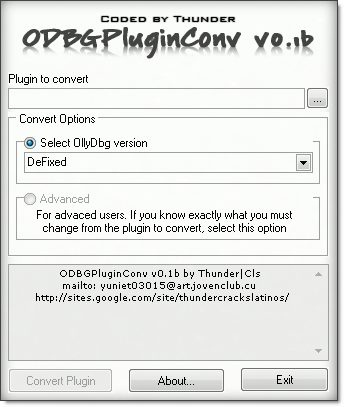 CODED BY THUNDER
ODBGPluginConv v0.1b
Plugin to convert
...
Convert Options
Select OllyDbg version
DeFixed
Advanced
For advaced users. If you know exactly what you must
change from the plugin to convert, select this option
ODBGPluginConv v0.1b by Thunder|Cls
mailto: yuniet03015@art.jovenclub.cu
http://sites.google.com/site/thundercrackslatinos/
Convert Plugin
About...
Exit